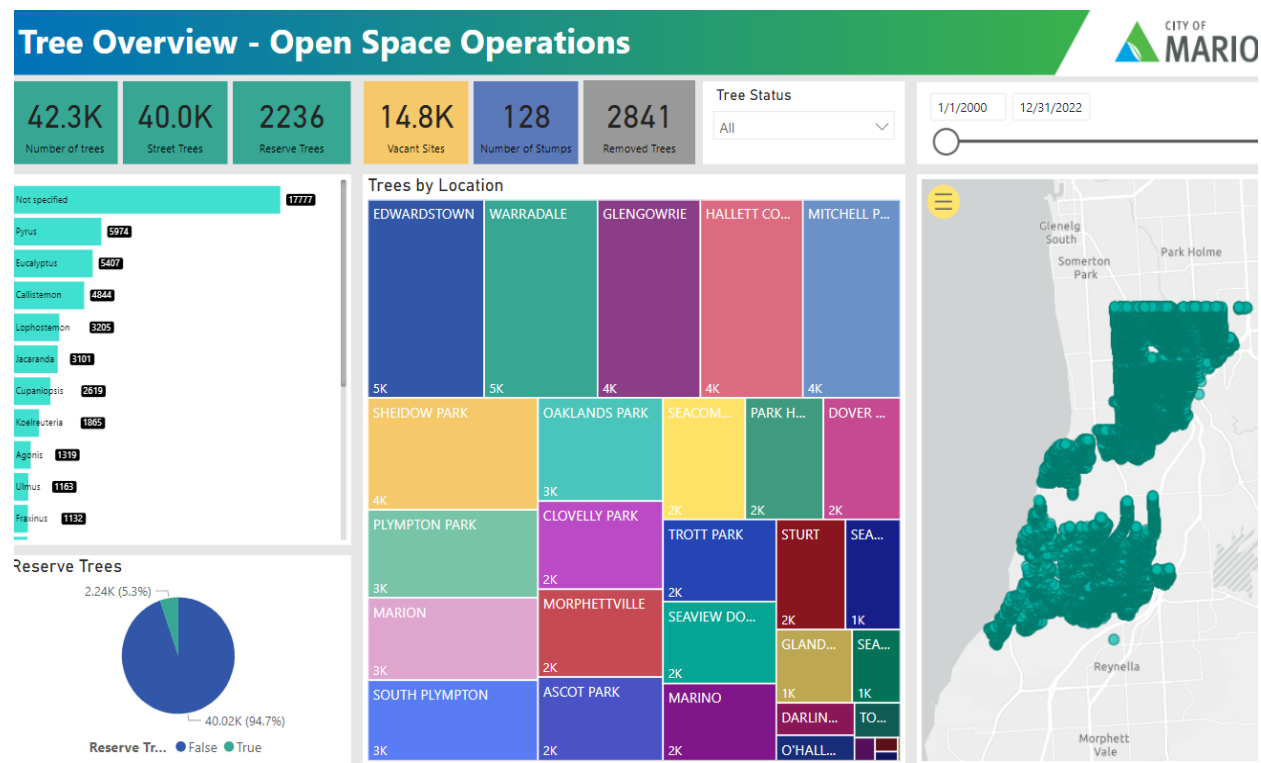 Tree Overview - Open Space Operations
CITY OF
MARIO
42.3K
Number of trees
40.0K
Street Trees
2236
Reserve Trees
14.8K
Vacant Sites
128
Number of Stumps
2841
Removed Trees
Tree Status
All
1/1/2000
12/31/2022
Not specified 17777
Pyrus 5974
Eucalyptus 5407
Callistemon 4844
Lophostemon 3205
Jacaranda 3101
Cupaniopsis 2619
Koelreuteria 1865
Agonis 1319
Ulmus 1163
Fraxinus 1132
Reserve Trees
2.24K (5.3%)
40.02K (94.7%)
Reserve Tr... False True
Trees by Location
EDWARDSTOWN
5K
WARRADALE
5K
GLENGOWRIE
4K
HALLETT CO...
4K
MITCHELL P...
4K
SHEIDOW PARK
4K
OAKLANDS PARK
3K
SEACOM...
2K
PARK H...
2K
DOVER ...
2K
PLYMPTON PARK
3K
CLOVELLY PARK
2K
TROTT PARK
2K
STURT
2K
SEA...
1K
MARION
3K
MORPHETTVILLE
2K
SEAVIEW DO...
2K
GLAND...
1K
SEA...
1K
SOUTH PLYMPTON
3K
ASCOT PARK
2K
MARINO
2K
DARLIN...
TO...
O'HALL...
Glenelg
South
Somerton
Park
Park Holme
Reynella
Morphett
Vale